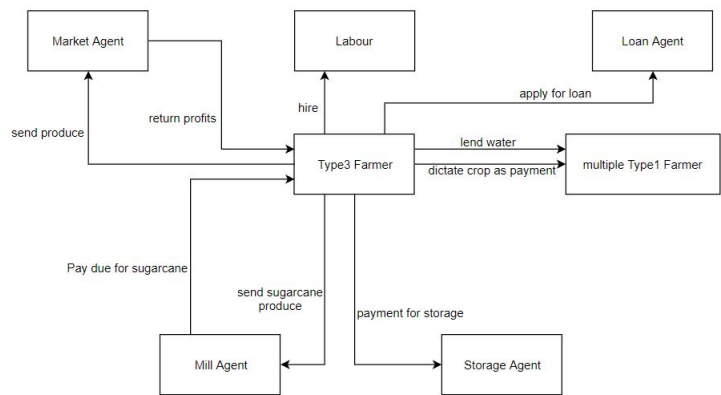 Market Agent
Labour
Loan Agent
apply for loan
hire
return profits
send produce
lend water
Type3 Farmer
multiple Type1 Farmer
dictate crop as payment
Pay due for sugarcane
send sugarcane
produce
payment for storage
Mill Agent
Storage Agent